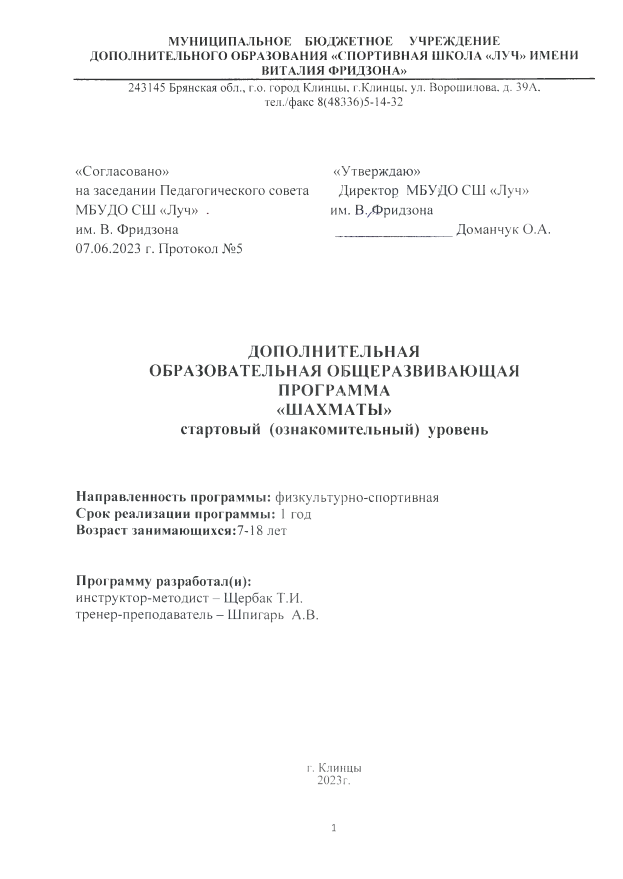 МУНИЦИПАЛЬНОЕ БЮДЖЕТНОЕ УЧРЕЖДЕНИЕ
ДОПОЛНИТЕЛЬНОГО ОБРАЗОВАНИЯ «СПОРТИВНАЯ ШКОЛА «ЛУЧ» ИМЕНИ
ВИТАЛИЯ ФРИДЗОНА»
243145 Брянская обл., г.о. город Клинцы, г.Клинцы, ул. Ворошилова, д. 39А,
тел./факс 8(48336)5-14-32
«Согласовано» «Утверждаю»
на заседании Педагогического совета Директор МБУДО СШ «Луч»
МБУДО СШ «Луч» . им. В. Фридзона
им. В. Фридзона ________________ Доманчук О.А.
07.06.2023 г. Протокол №5
ДОПОЛНИТЕЛЬНАЯ
ОБРАЗОВАТЕЛЬНАЯ ОБЩЕРАЗВИВАЮЩАЯ
ПРОГРАММА
«ШАХМАТЫ»
стартовый (ознакомительный) уровень
Направленность программы: физкультурно-спортивная
Срок реализации программы: 1 год
Возраст занимающихся:7-18 лет
Программу разработал(и):
инструктор-методист – Щербак Т.И.
тренер-преподаватель – Шпигарь А.В.
г. Клинцы
2023г.
1